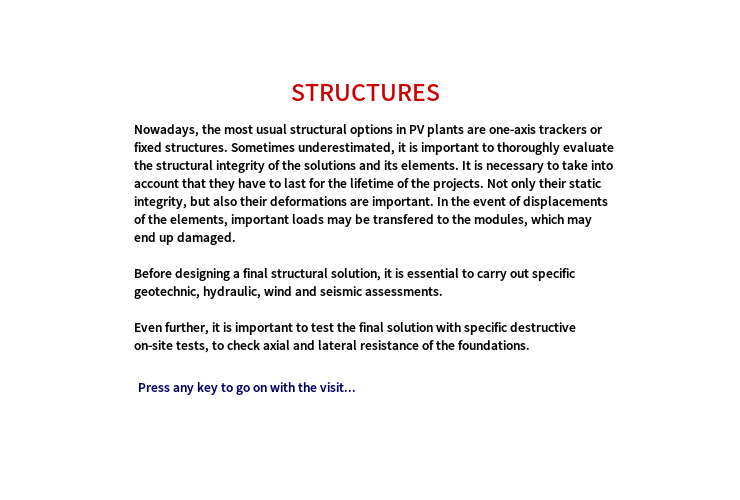 STRUCTURES
Nowadays, the most usual structural options in PV plants are one-axis trackers or
fixed structures. Sometimes underestimated, it is important to thoroughly evaluate
the structural integrity of the solutions and its elements. It is necessary to take into
account that they have to last for the lifetime of the projects. Not only their static
integrity, but also their deformations are important. In the event of displacements
of the elements, important loads may be transfered to the modules, which may
end up damaged.
Before designing a final structural solution, it is essential to carry out specific
geotechnic, hydraulic, wind and seismic assessments.
Even further, it is important to test the final solution with specific destructive
on-site tests, to check axial and lateral resistance of the foundations.
Press any key to go on with the visit...